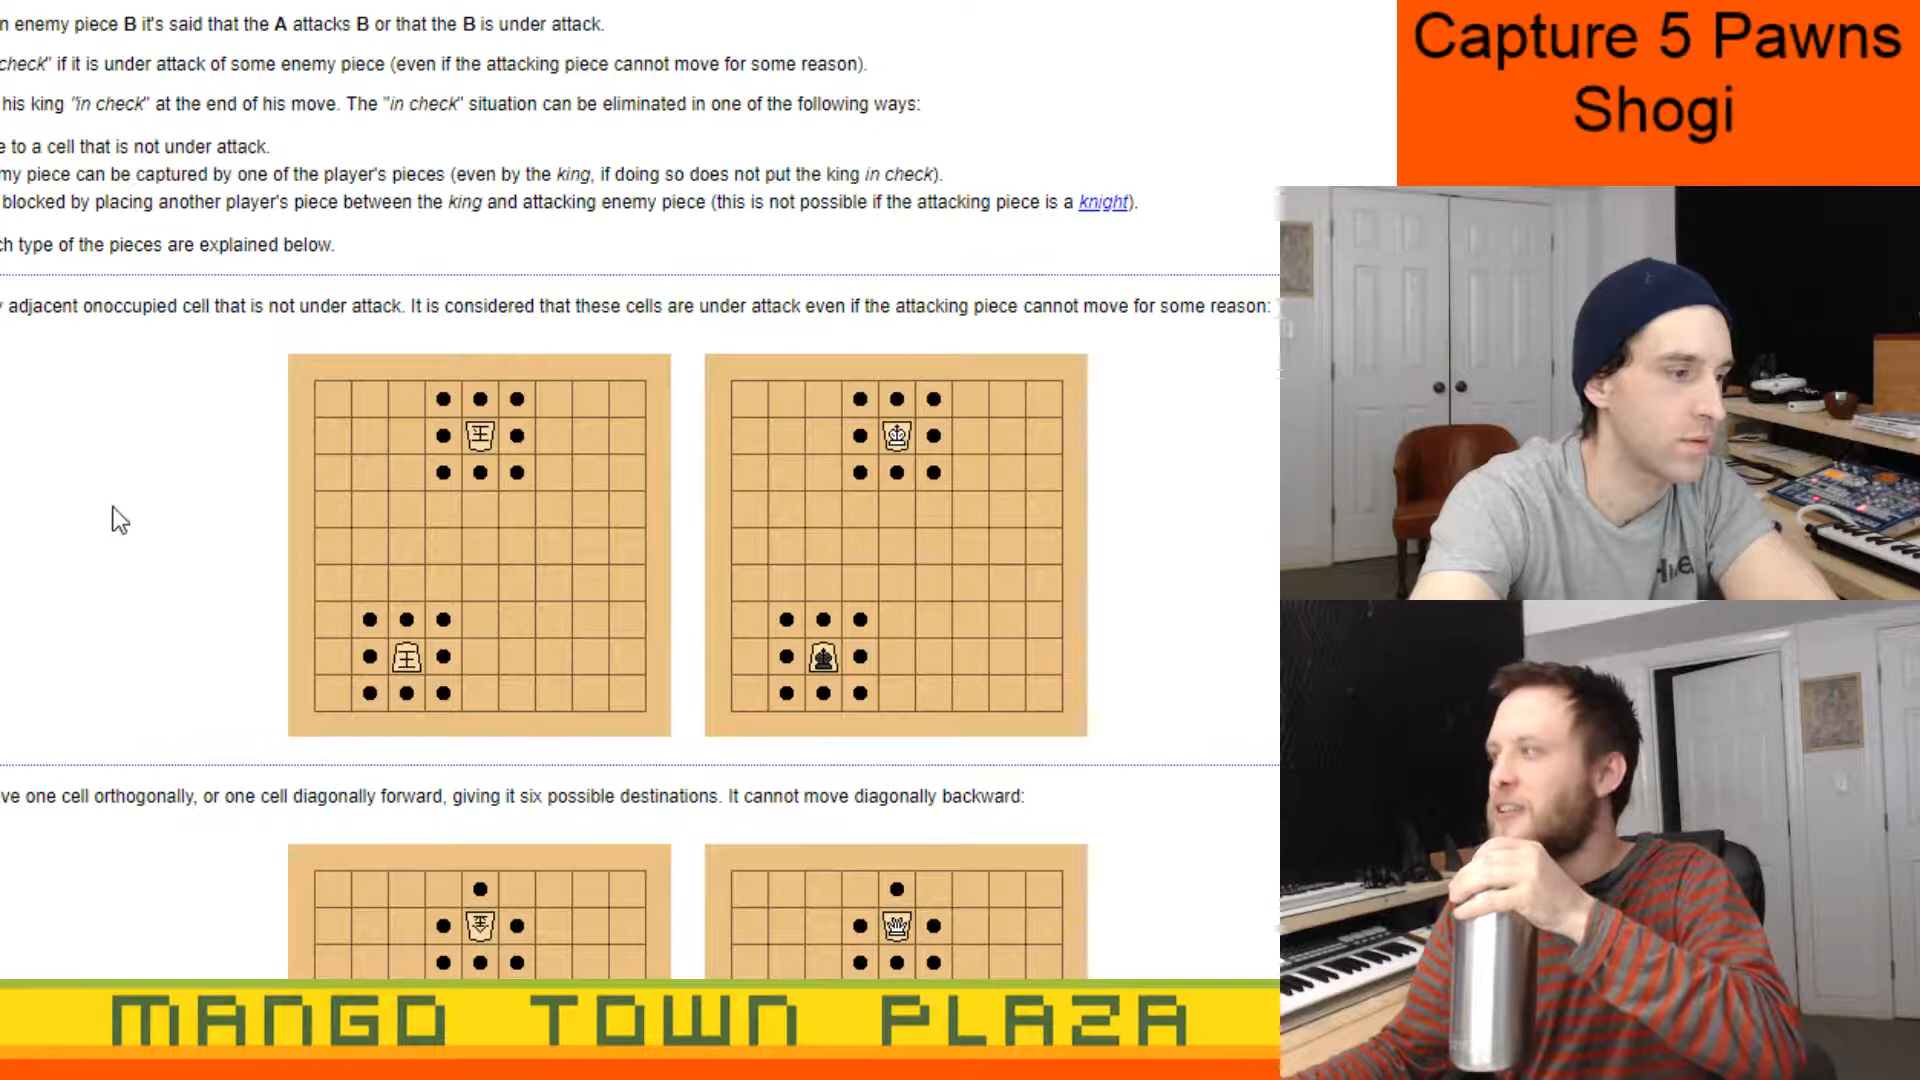 n enemy piece B it's said that the A attacks B or that the B is under attack.
check" if it is under attack of some enemy piece (even if the attacking piece cannot move for some reason).
his king "in check" at the end of his move. The "in check" situation can be eliminated in one of the following ways:
e to a cell that is not under attack.
my piece can be captured by one of the player's pieces (even by the king, if doing so does not put the king in check).
blocked by placing another player's piece between the king and attacking enemy piece (this is not possible if the attacking piece is a knight).
ch type of the pieces are explained below.
y adjacent onoccupied cell that is not under attack. It is considered that these cells are under attack even if the attacking piece cannot move for some reason:
王
王
ve one cell orthogonally, or one cell diagonally forward, giving it six possible destinations. It cannot move diagonally backward:
MANGO TOWN PLAZA
Capture 5 Pawns
Shogi